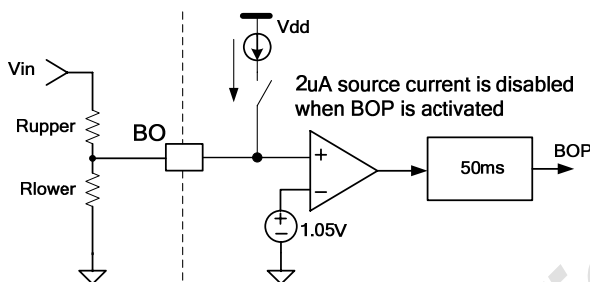 Vdd
Vin
2uA source current is disabled
when BOP is activated
Rupper
BO
+
BOP
50ms
Rlower
−
+
−
1.05V